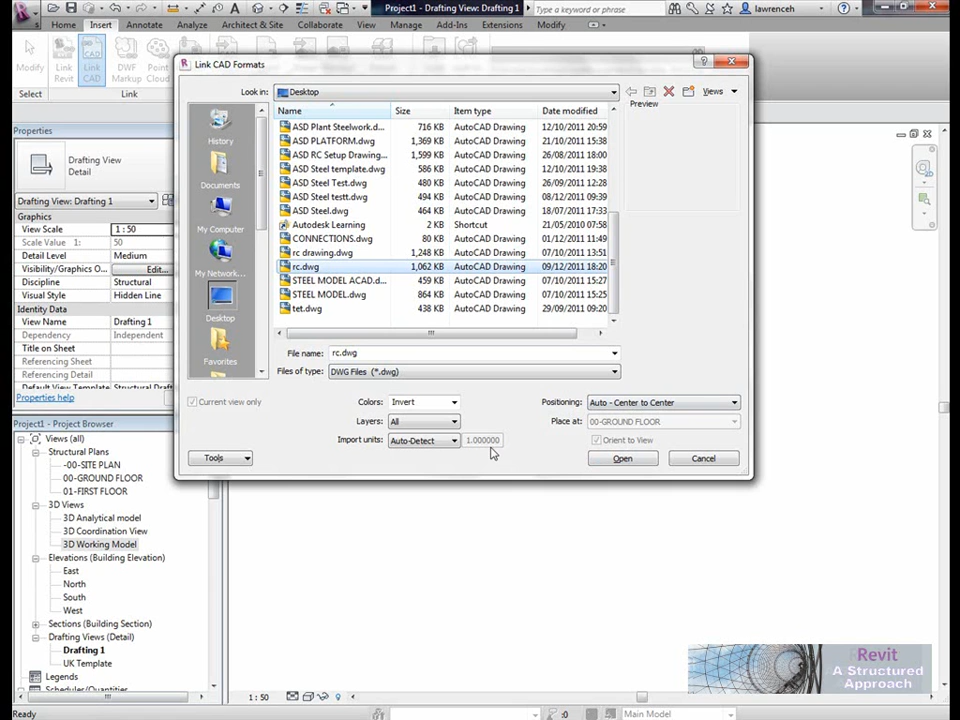 Project1 - Drafting View: Drafting 1
Type a keyword or phrase
lawrenceh
Home Insert Annotate Analyze Architect & Site Collaborate View Manage Add-Ins Extensions Modify
Modify
Link Revit
Link CAD
DWF Markup
Point Cloud
Select
Link
Properties
Drafting View
Detail
Drafting View: Drafting 1
Graphics
View Scale 1 : 50
Scale Value 1: 50
Detail Level Medium
Visibility/Graphics O... Edit...
Discipline Structural
Visual Style Hidden Line
Identity Data
View Name Drafting 1
Dependency Independent
Title on Sheet
Referencing Sheet
Referencing Detail
Default View Template Structural Draft
Properties help
Project1 - Project Browser
Views (all)
Structural Plans
-00-SITE PLAN
00-GROUND FLOOR
01-FIRST FLOOR
3D Views
3D Analytical model
3D Coordination View
3D Working Model
Elevations (Building Elevation)
East
North
South
West
Sections (Building Section)
Drafting Views (Detail)
Drafting 1
UK Template
Legends
Schedules/Quantities
Link CAD Formats
Look in: Desktop
Views
History
Documents
My Computer
My Network...
Desktop
Favorites
Name Size Item type Date modified
ASD Plant Steelwork.d... 716 KB AutoCAD Drawing 12/10/2011 20:59
ASD PLATFORM.dwg 1,369 KB AutoCAD Drawing 21/10/2011 15:38
ASD RC Setup Drawing... 1,599 KB AutoCAD Drawing 26/08/2011 18:00
ASD Steel template.dwg 586 KB AutoCAD Drawing 12/10/2011 19:38
ASD Steel Test.dwg 480 KB AutoCAD Drawing 26/09/2011 12:28
ASD Steel testt.dwg 494 KB AutoCAD Drawing 08/12/2011 09:39
ASD Steel.dwg 464 KB AutoCAD Drawing 18/07/2011 17:33
Autodesk Learning 2 KB Shortcut 21/05/2010 07:58
CONNECTIONS.dwg 80 KB AutoCAD Drawing 01/12/2011 11:49
rc drawing.dwg 1,248 KB AutoCAD Drawing 07/10/2011 13:51
rc.dwg 1,062 KB AutoCAD Drawing 09/12/2011 18:20
STEEL MODEL ACAD.d... 459 KB AutoCAD Drawing 07/10/2011 15:27
STEEL MODEL.dwg 864 KB AutoCAD Drawing 07/10/2011 15:25
tet.dwg 438 KB AutoCAD Drawing 29/09/2011 09:20
Preview
File name: rc.dwg
Files of type: DWG Files (*.dwg)
Current view only
Colors: Invert
Layers: All
Import units: Auto-Detect 1.000000
Positioning: Auto - Center to Center
Place at: 00-GROUND FLOOR
Orient to View
Tools
Open
Cancel
Revit
A Structured
Approach
1 : 50
Ready
:0
Main Model